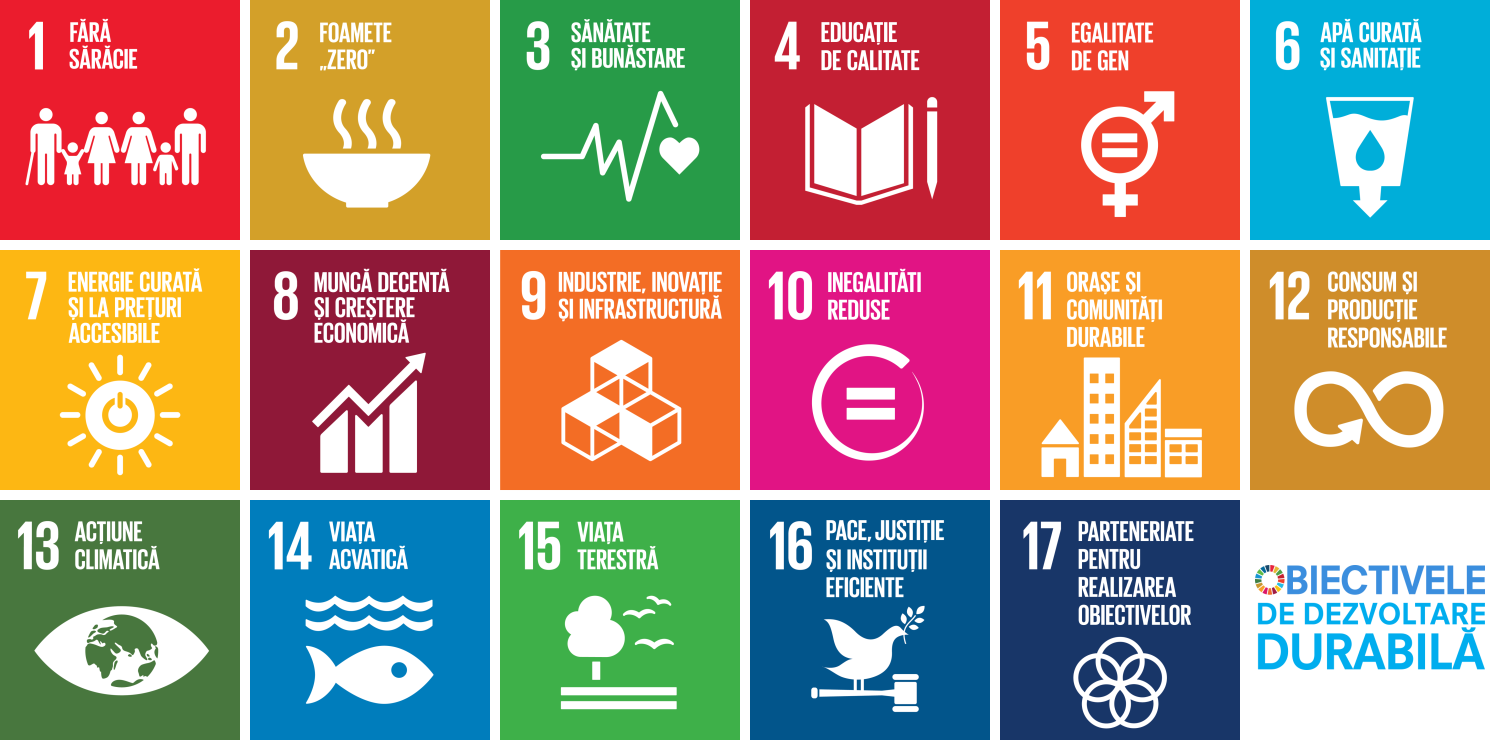 1 FĂRĂ
SĂRĂCIE
2 FOAMETE
„ZERO”
3 SĂNĂTATE
ȘI BUNĂSTARE
4 EDUCAȚIE
DE CALITATE
5 EGALITATE
DE GEN
6 APĂ CURATĂ
ȘI SANITAȚIE
7 ENERGIE CURATĂ
ȘI LA PREȚURI
ACCESIBILE
8 MUNCĂ DECENTĂ
ȘI CREȘTERE
ECONOMICĂ
9 INDUSTRIE, INOVAȚIE
ȘI INFRASTRUCTURĂ
10 INEGALITĂTI
REDUSE
11 ORAȘE ȘI
COMUNITĂȚI
DURABILE
12 CONSUM ȘI
PRODUCȚIE
RESPONSABILE
13 ACȚIUNE
CLIMATICĂ
14 VIAȚA
ACVATICĂ
15 VIAȚA
TERESTRĂ
16 PACE, JUSTIȚIE
ȘI INSTITUȚII
EFICIENTE
17 PARTENERIATE
PENTRU
REALIZAREA
OBIECTIVELOR
OBIECTIVELE
DE DEZVOLTARE
DURABILĂ